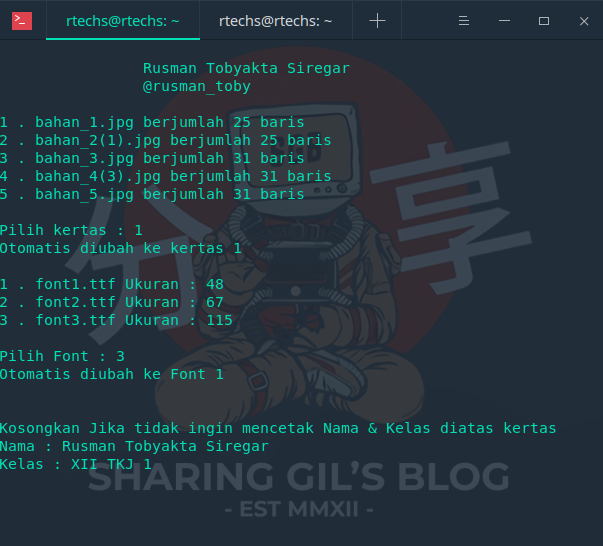 rtechs@rtechs: ~
rtechs@rtechs: ~
Rusman Tobyakta Siregar
@rusman_toby
1 . bahan_1.jpg berjumlah 25 baris
2 . bahan_2(1).jpg berjumlah 25 baris
3 . bahan_3.jpg berjumlah 31 baris
4 . bahan_4(3).jpg berjumlah 31 baris
5 . bahan_5.jpg berjumlah 31 baris
Pilih kertas : 1
Otomatis diubah ke kertas 1
1 . font1.ttf Ukuran : 48
2 . font2.ttf Ukuran : 67
3 . font3.ttf Ukuran : 115
Pilih Font : 3
Otomatis diubah ke Font 1
Kosongkan Jika tidak ingin mencetak Nama & Kelas diatas kertas
Nama : Rusman Tobyakta Siregar
Kelas : XII TKJ 1
分享
SHARING GIL'S BLOG
- EST MMXII -